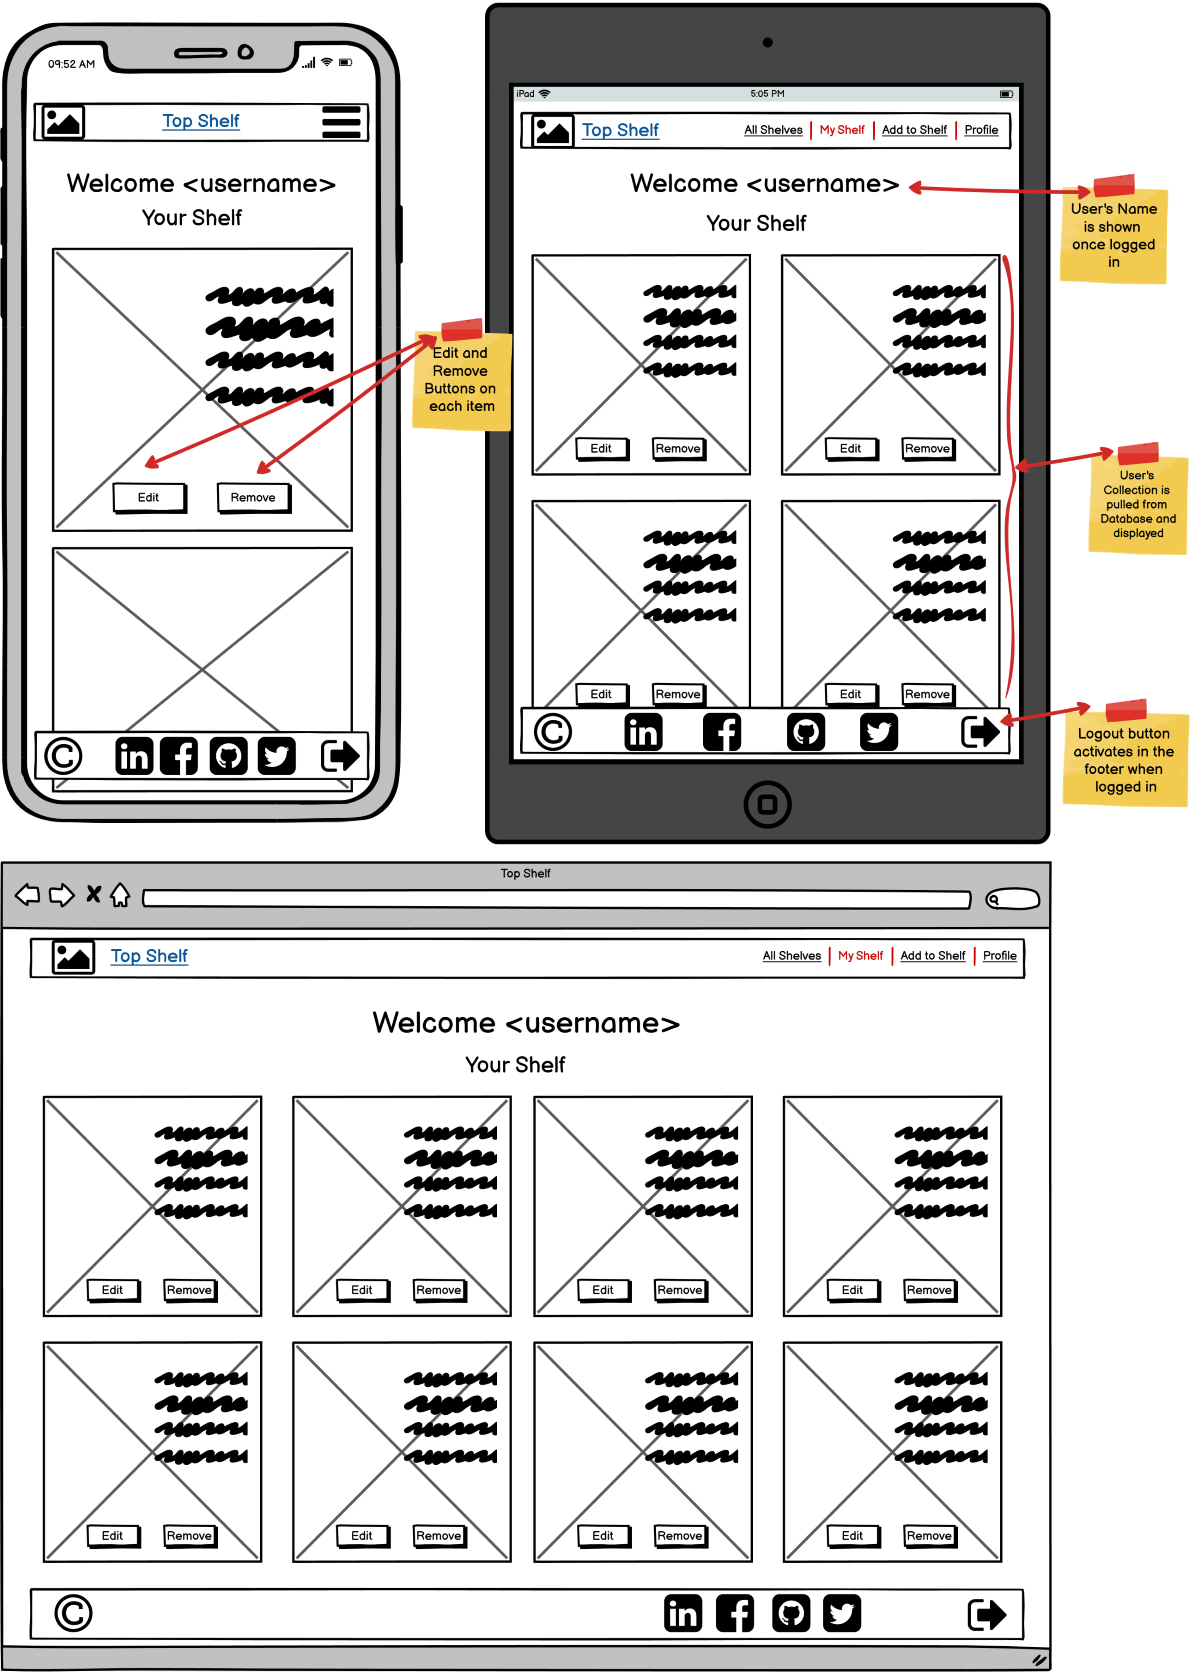 09:52 AM
Top Shelf
Welcome <username>
Your Shelf
Edit
Remove
Edit and
Remove
Buttons on
each item
iPad
5:05 PM
Top Shelf
All Shelves
My Shelf
Add to Shelf
Profile
Welcome <username>
Your Shelf
Edit
Remove
Edit
Remove
Edit
Remove
Edit
Remove
User's Name
is shown
once logged
in
User's
Collection is
pulled from
Database and
displayed
Logout button
activates in the
footer when
logged in
©
in
©
in
Top Shelf
Top Shelf
All Shelves
My Shelf
Add to Shelf
Profile
Welcome <username>
Your Shelf
Edit
Remove
Edit
Remove
Edit
Remove
Edit
Remove
Edit
Remove
Edit
Remove
Edit
Remove
Edit
Remove
©
in